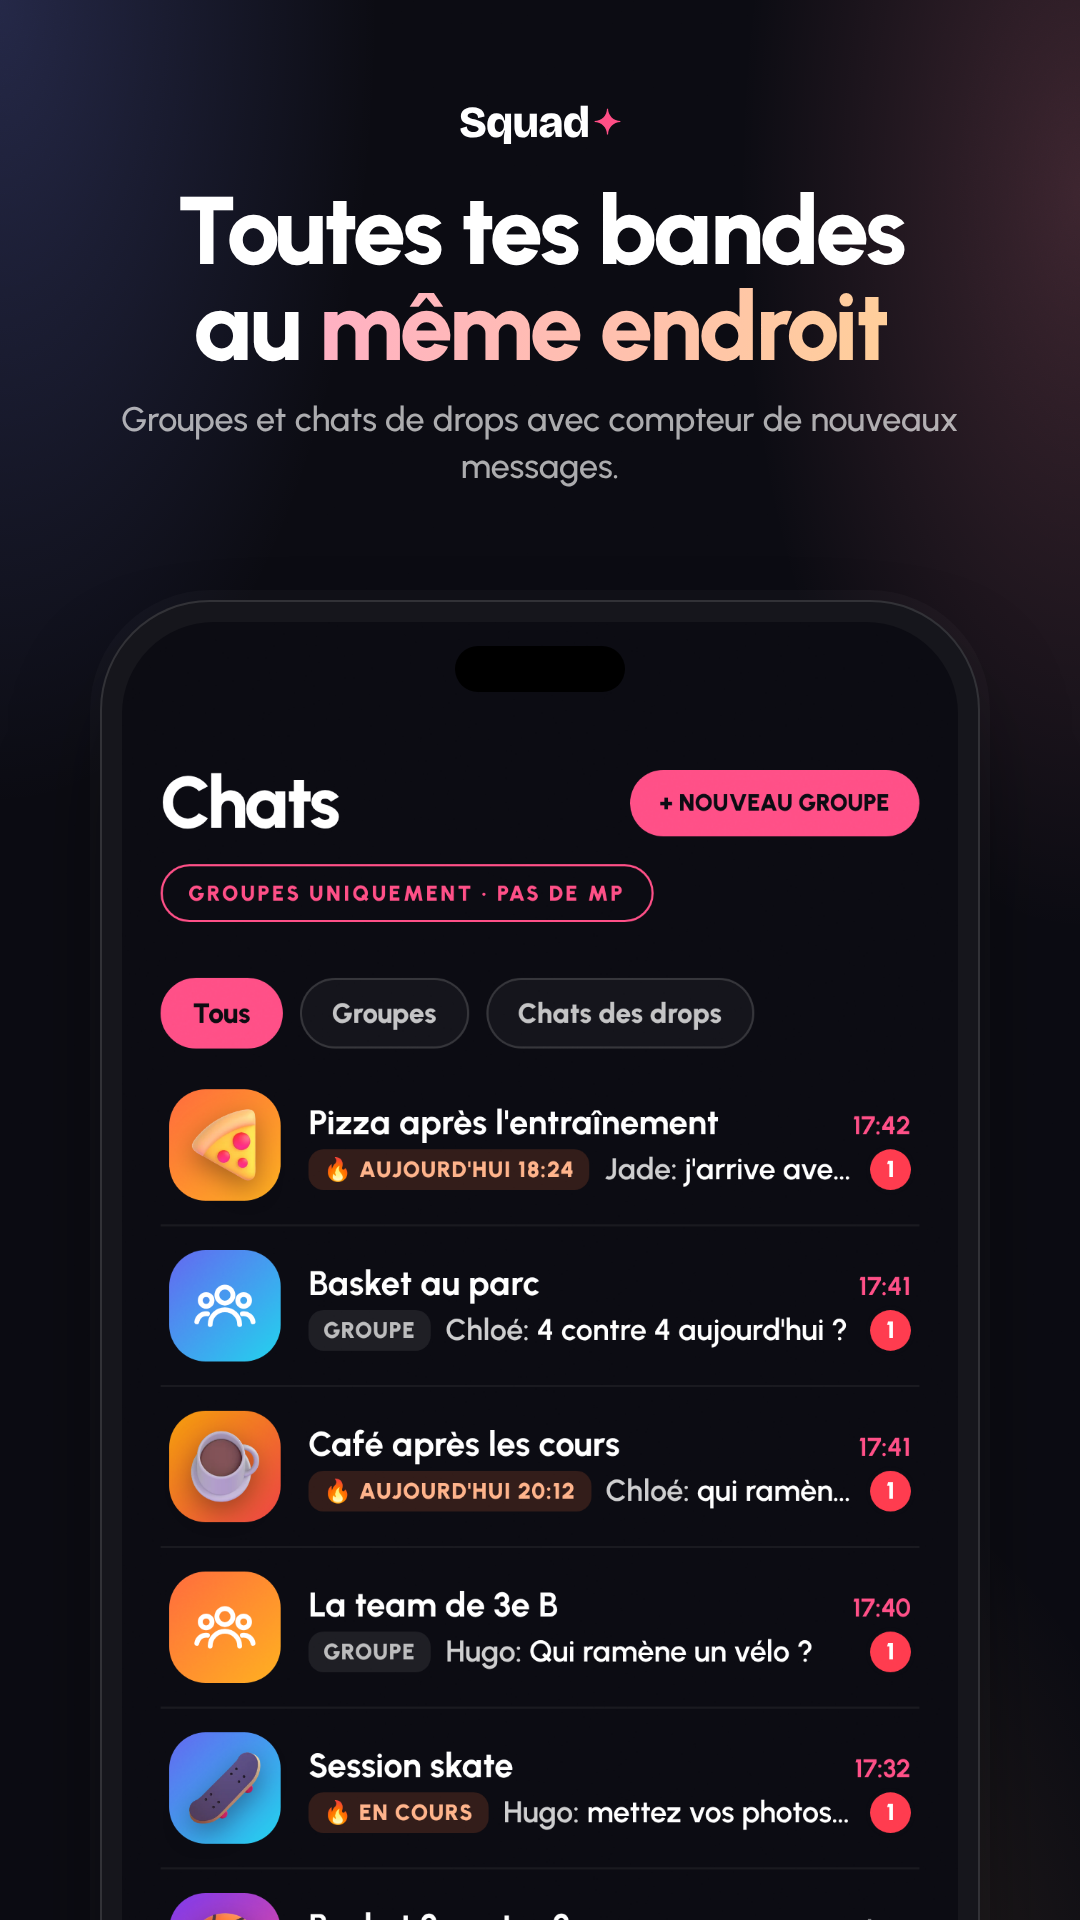 Squad
Toutes tes bandes
au même endroit
Groupes et chats de drops avec compteur de nouveaux
messages.
Chats
+ NOUVEAU GROUPE
GROUPES UNIQUEMENT · PAS DE MP
Tous
Groupes
Chats des drops
Pizza après l'entraînement
17:42
🔥 AUJOURD'HUI 18:24
Jade: j'arrive ave...
1
Basket au parc
17:41
GROUPE
Chloé: 4 contre 4 aujourd'hui ?
1
Café après les cours
17:41
🔥 AUJOURD'HUI 20:12
Chloé: qui ramèn...
1
La team de 3e B
17:40
GROUPE
Hugo: Qui ramène un vélo ?
1
Session skate
17:32
🔥 EN COURS
Hugo: mettez vos photos...
1